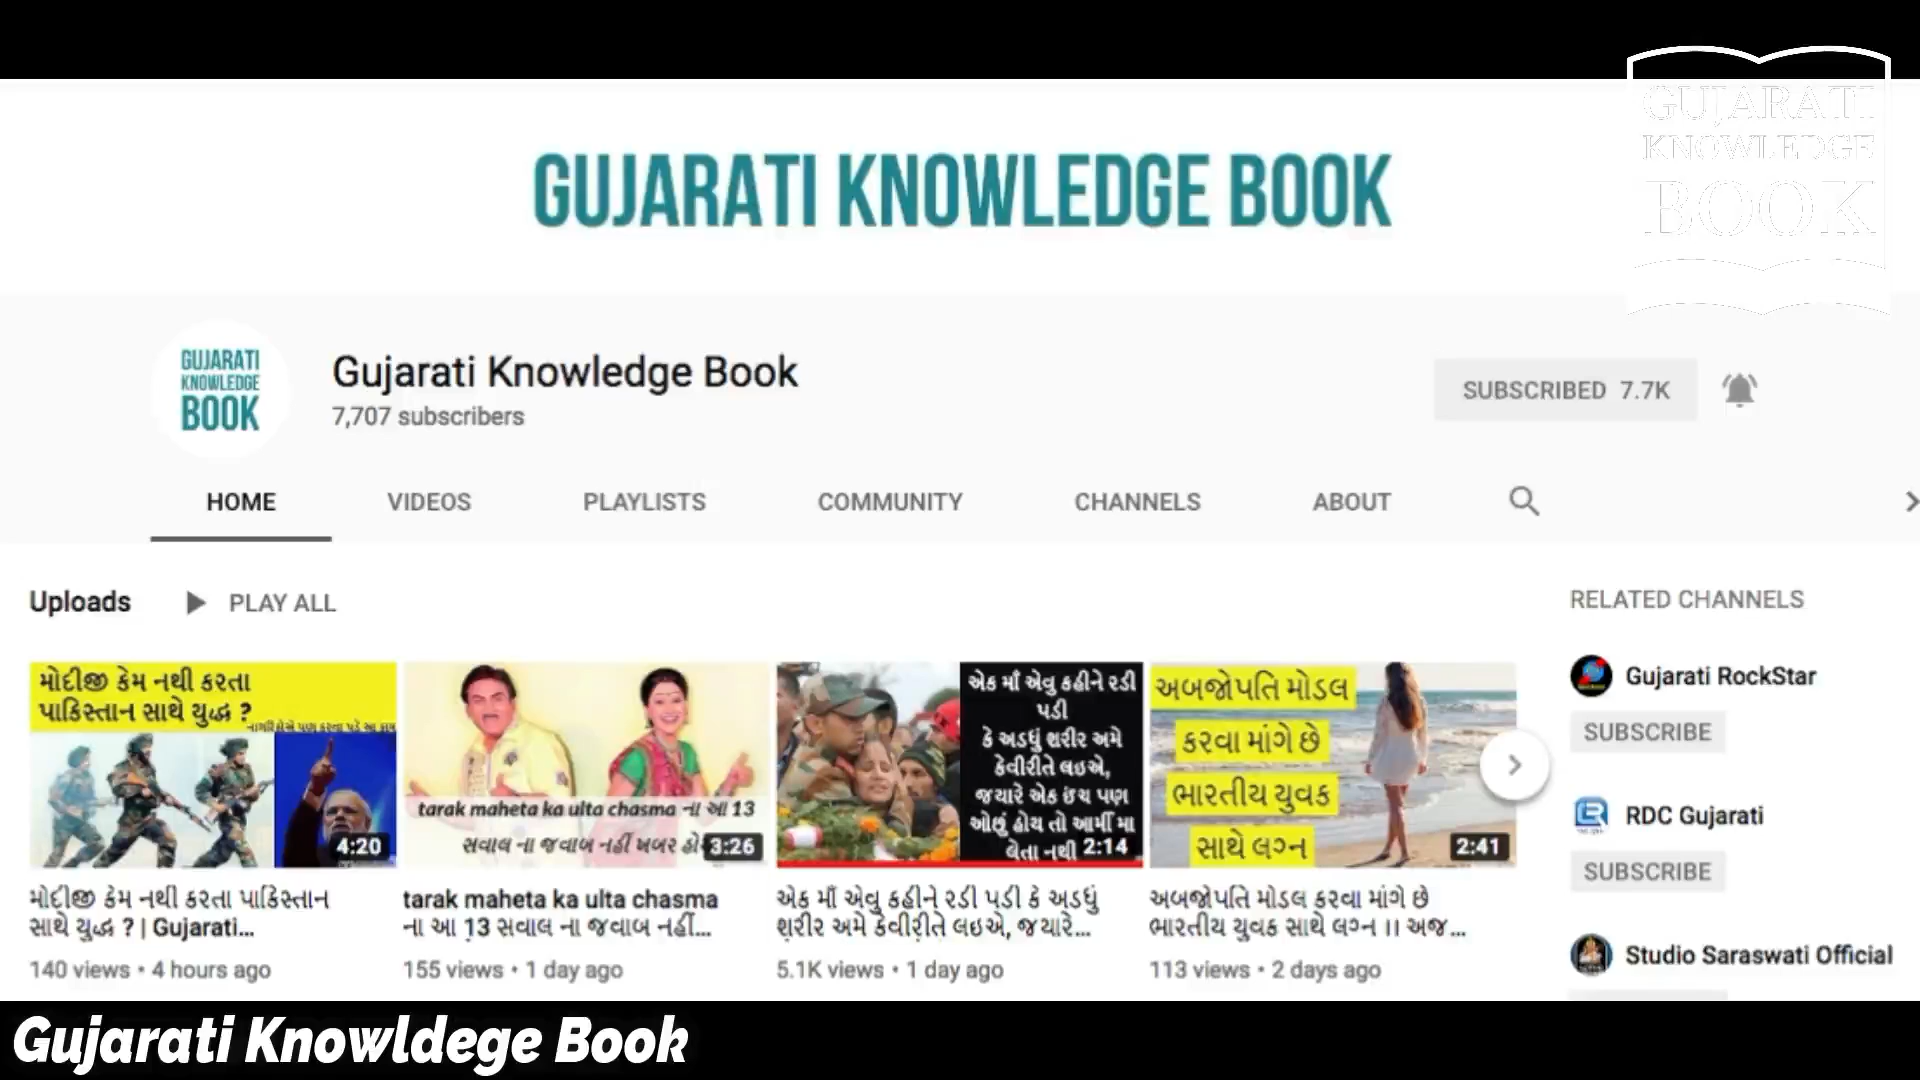 GUJARATI
KNOWLEDGE
BOOK
GUJARATI KNOWLEDGE BOOK
GUJARATI
KNOWLEDGE
BOOK
Gujarati Knowledge Book
7,707 subscribers
SUBSCRIBED 7.7K
HOME VIDEOS PLAYLISTS COMMUNITY CHANNELS ABOUT
Uploads PLAY ALL
મોદીજી કેમ નથી કરતા
પાકિસ્તાન સાથે યુદ્ધ ?
4:20
મોદીજી કેમ નથી કરતા પાકિસ્તાન
સાથે યુદ્ધ ? | Gujarati...
140 views • 4 hours ago
tarak maheta ka ulta chasma ના આ 13
સવાલ ના જવાબ નહીં ખબર હો
3:26
tarak maheta ka ulta chasma
ના આ 13 સવાલ ના જવાબ નહીં...
155 views • 1 day ago
એક માઁ એવુ કહીને રડી
પડી
કે અડધું શરીર અમે
કેવીરીતે લઇએ,
જયારે એક ઇંચ પણ
ઓછું હોય તો આર્મી મા
લેતા નથી 2:14
એક માઁ એવુ કહીને રડી પડી કે અડધું
શરીર અમે કેવીરીતે લઇએ, જયારે...
5.1K views • 1 day ago
અબજોપતિ મોડલ
કરવા માંગે છે
ભારતીય યુવક
સાથે લગ્ન
2:41
અબજોપતિ મોડલ કરવા માંગે છે
ભારતીય યુવક સાથે લગ્ન ।। અજ...
113 views • 2 days ago
RELATED CHANNELS
Gujarati RockStar
SUBSCRIBE
RDC Gujarati
SUBSCRIBE
Studio Saraswati Official
Gujarati Knowldege Book